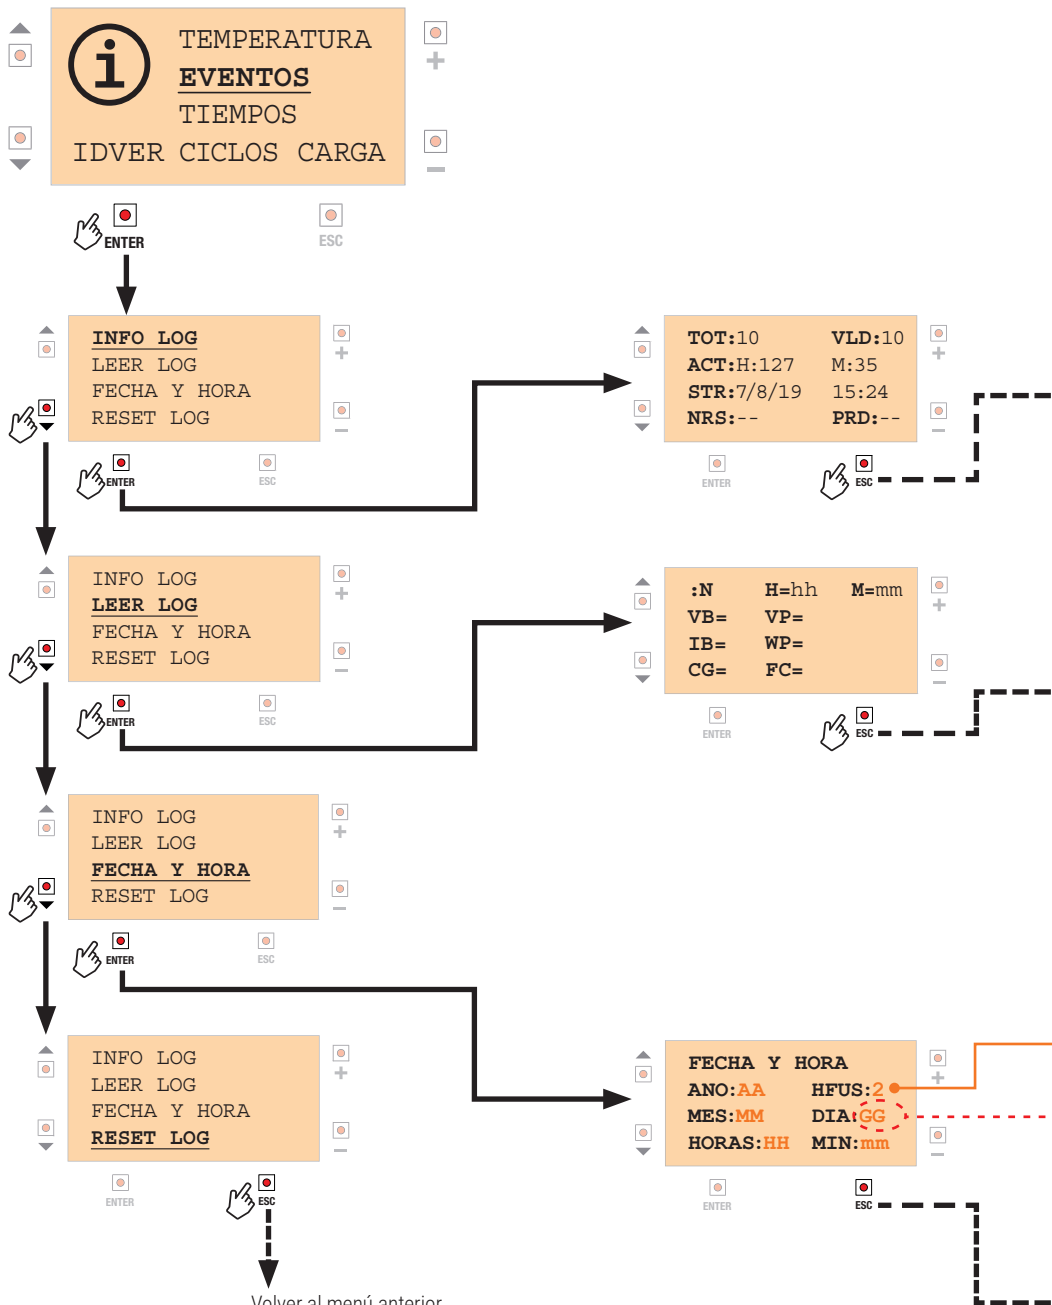 TEMPERATURA
EVENTOS
TIEMPOS
IDVER CICLOS CARGA
ENTER
ESC
INFO LOG
LEER LOG
FECHA Y HORA
RESET LOG
ENTER
ESC
TOT:10 VLD:10
ACT:H:127 M:35
STR:7/8/19 15:24
NRS:-- PRD:--
ENTER
ESC
INFO LOG
LEER LOG
FECHA Y HORA
RESET LOG
ENTER
ESC
:N H=hh M=mm
VB= VP=
IB= WP=
CG= FC=
ENTER
ESC
INFO LOG
LEER LOG
FECHA Y HORA
RESET LOG
ENTER
ESC
INFO LOG
LEER LOG
FECHA Y HORA
RESET LOG
ENTER
ESC
FECHA Y HORA
ANO:AA HFUS:2
MES:MM DIA:GG
HORAS:HH MIN:mm
ENTER
ESC
Volver al menú anterior